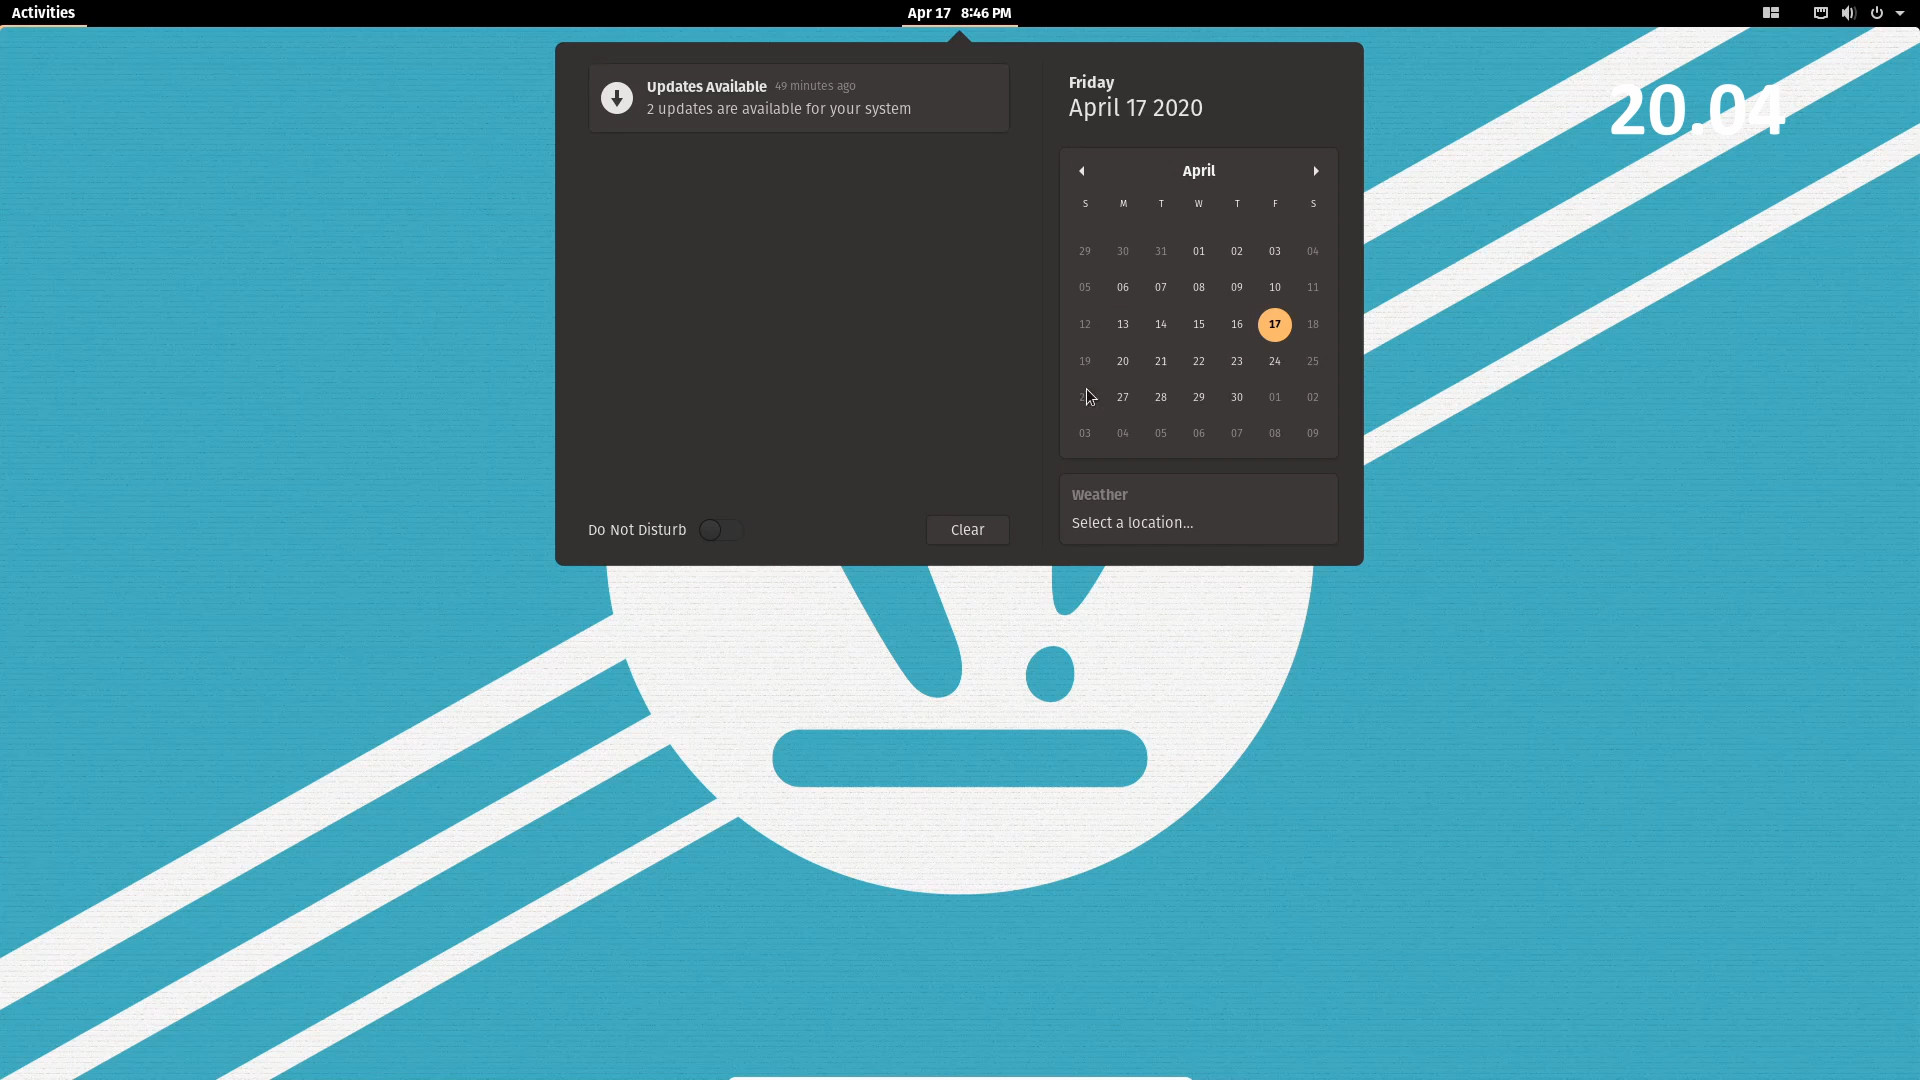 Activities
Apr 17 8:46 PM
Updates Available 49 minutes ago
2 updates are available for your system
Do Not Disturb
Clear
Friday
April 17 2020
April
S M T W T F S
29 30 31 01 02 03 04
05 06 07 08 09 10 11
12 13 14 15 16 17 18
19 20 21 22 23 24 25
27 28 29 30 01 02
03 04 05 06 07 08 09
Weather
Select a location...
20.04